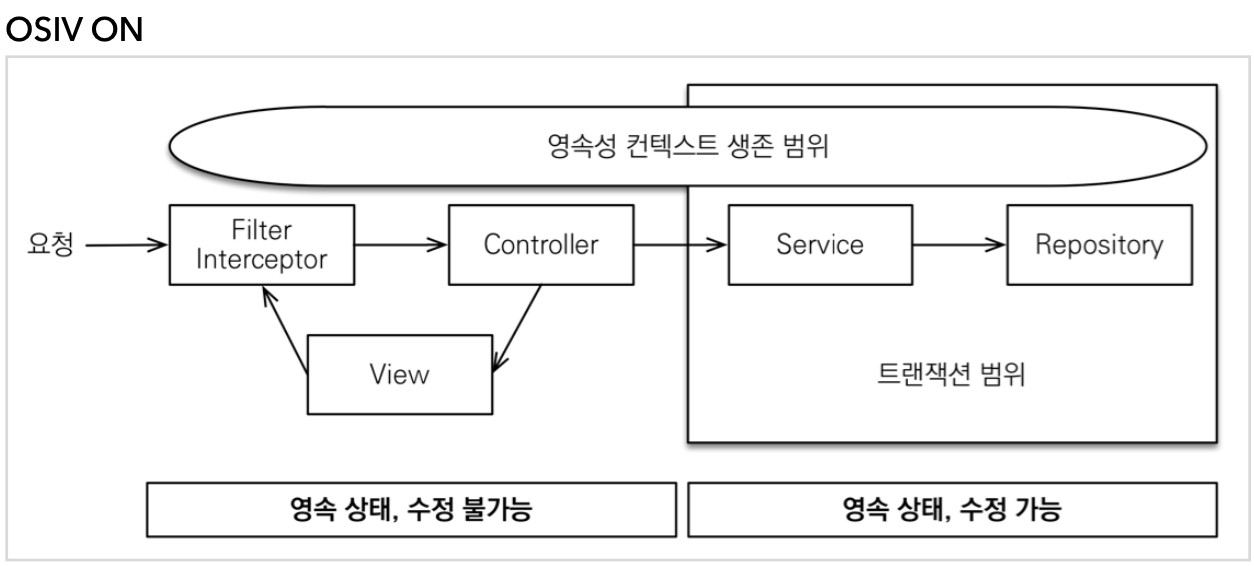 OSIV ON
영속성 컨텍스트 생존 범위
요청
Filter
Interceptor
Controller
Service
Repository
View
트랜잭션 범위
영속 상태, 수정 불가능
영속 상태, 수정 가능